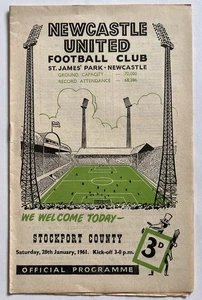 NEWCASTLE
UNITED
FOOTBALL CLUB
ST. JAMES' PARK · NEWCASTLE
GROUND CAPACITY — 70,000
RECORD ATTENDANCE — 68,386
WE WELCOME TODAY—
STOCKPORT COUNTY
Saturday, 28th January, 1961. Kick-off 3-0 p.m.
3D
OFFICIAL PROGRAMME